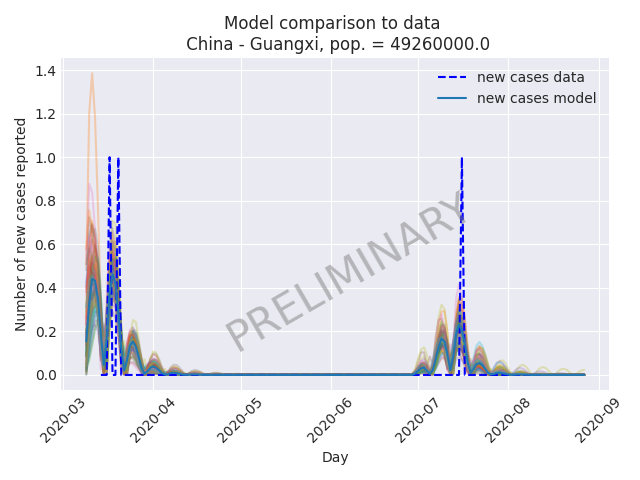 Model comparison to data
China - Guangxi, pop. = 49260000.0
new cases data
new cases model
1.4
1.2
1.0
0.8
0.6
0.4
0.2
0.0
Number of new cases reported
PRELIMINARY
2020-03
2020-04
2020-05
2020-06
2020-07
2020-08
2020-09
Day